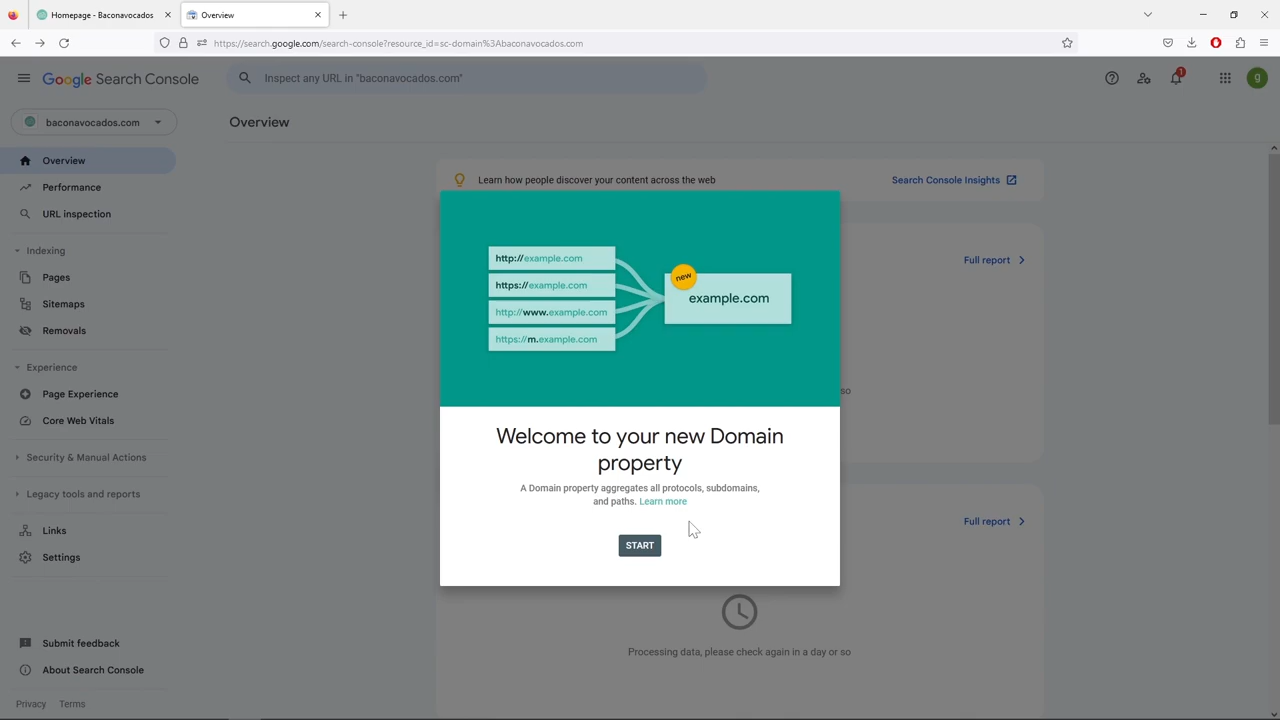 Homepage - Baconavocados
Overview
https://search.google.com/search-console?resource_id=sc-domain%3Abaconavocados.com
Google Search Console
Inspect any URL in "baconavocados.com"
1
g
baconavocados.com
Overview
Overview
Performance
URL inspection
Indexing
Pages
Sitemaps
Removals
Experience
Page Experience
Core Web Vitals
Security & Manual Actions
Legacy tools and reports
Links
Settings
Submit feedback
About Search Console
Privacy
Terms
Learn how people discover your content across the web
Search Console Insights
Full report
http://example.com
https://example.com
http://www.example.com
https://m.example.com
new
example.com
so
Welcome to your new Domain
property
A Domain property aggregates all protocols, subdomains,
and paths. Learn more
START
Full report
Processing data, please check again in a day or so